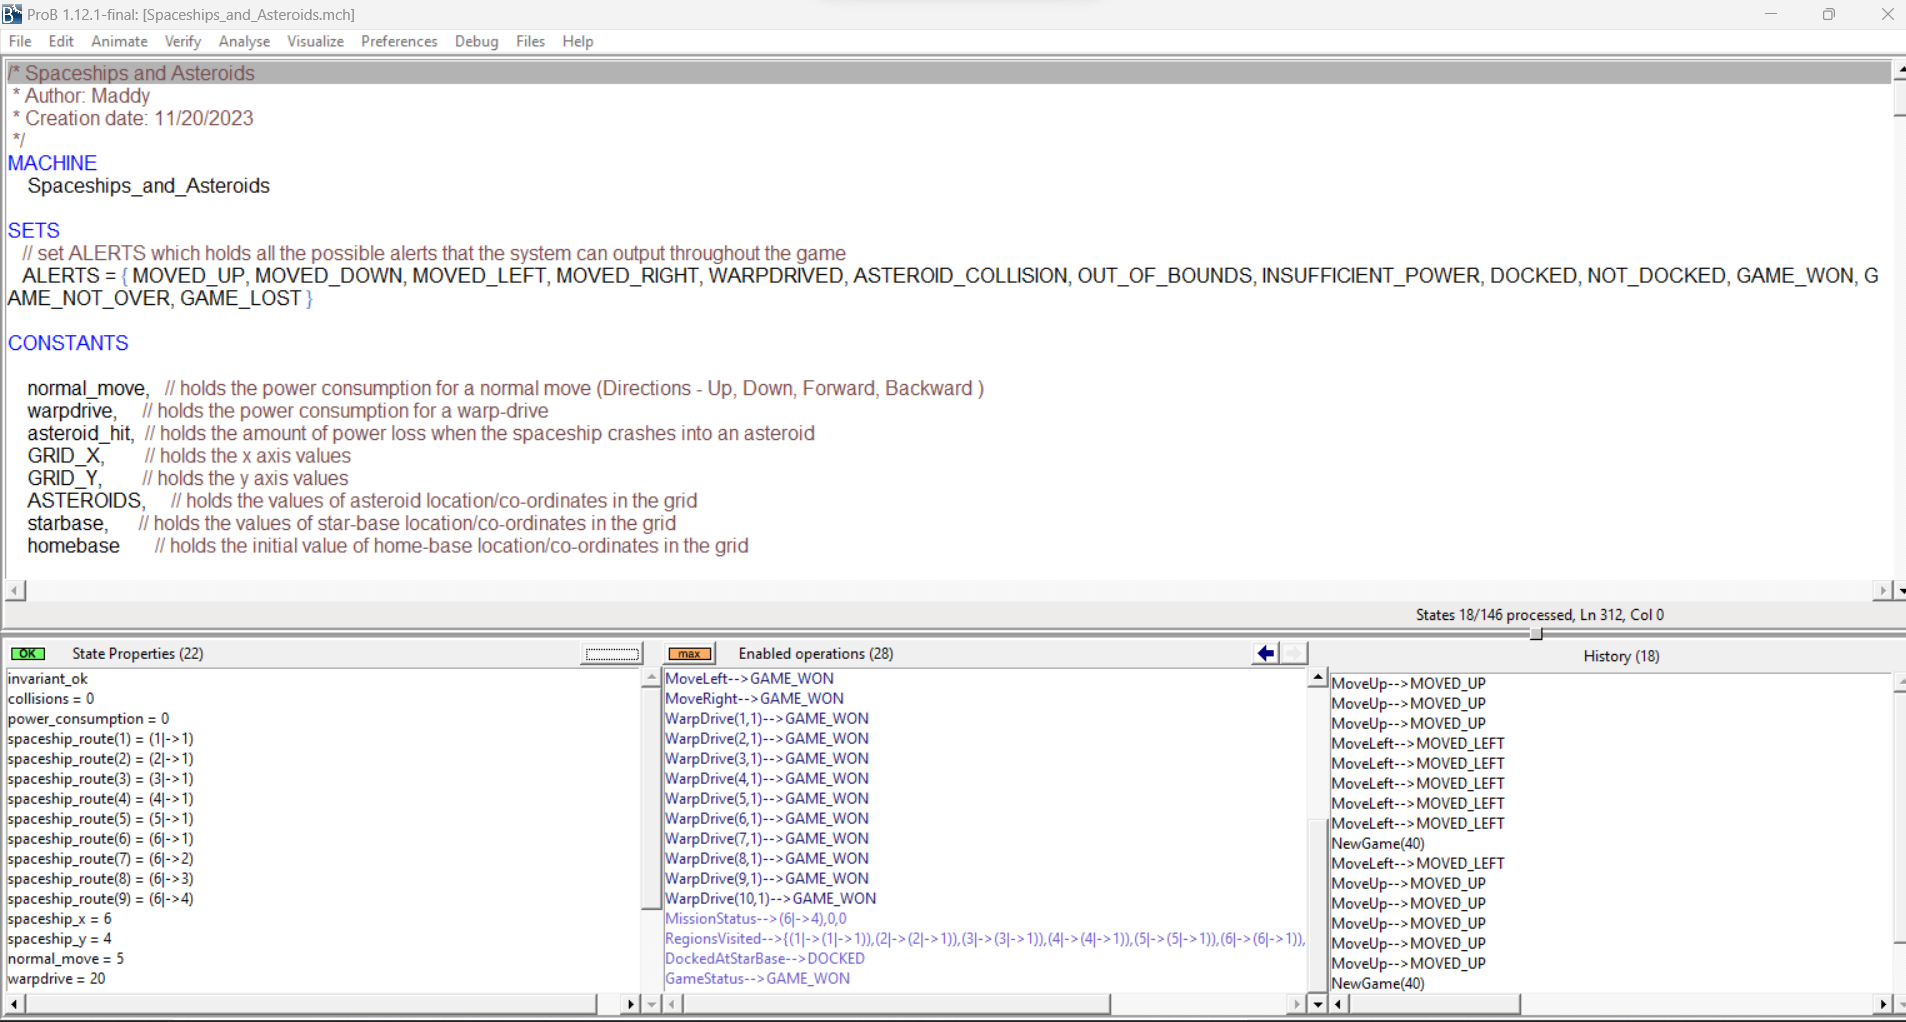 ProB 1.12.1-final: [Spaceships_and_Asteroids.mch]
File Edit Animate Verify Analyse Visualize Preferences Debug Files Help
/* Spaceships and Asteroids
* Author: Maddy
* Creation date: 11/20/2023
*/
MACHINE
Spaceships_and_Asteroids
SETS
// set ALERTS which holds all the possible alerts that the system can output throughout the game
ALERTS = { MOVED_UP, MOVED_DOWN, MOVED_LEFT, MOVED_RIGHT, WARPDRIVED, ASTEROID_COLLISION, OUT_OF_BOUNDS, INSUFFICIENT_POWER, DOCKED, NOT_DOCKED, GAME_WON, G
AME_NOT_OVER, GAME_LOST }
CONSTANTS
normal_move, // holds the power consumption for a normal move (Directions - Up, Down, Forward, Backward )
warpdrive, // holds the power consumption for a warp-drive
asteroid_hit, // holds the amount of power loss when the spaceship crashes into an asteroid
GRID_X, // holds the x axis values
GRID_Y, // holds the y axis values
ASTEROIDS, // holds the values of asteroid location/co-ordinates in the grid
starbase, // holds the values of star-base location/co-ordinates in the grid
homebase // holds the initial value of home-base location/co-ordinates in the grid
States 18/146 processed, Ln 312, Col 0
OK State Properties (22)
invariant_ok
collisions = 0
power_consumption = 0
spaceship_route(1) = (1|->1)
spaceship_route(2) = (2|->1)
spaceship_route(3) = (3|->1)
spaceship_route(4) = (4|->1)
spaceship_route(5) = (5|->1)
spaceship_route(6) = (6|->1)
spaceship_route(7) = (6|->2)
spaceship_route(8) = (6|->3)
spaceship_route(9) = (6|->4)
spaceship_x = 6
spaceship_y = 4
normal_move = 5
warpdrive = 20
max Enabled operations (28)
MoveLeft-->GAME_WON
MoveRight-->GAME_WON
WarpDrive(1,1)-->GAME_WON
WarpDrive(2,1)-->GAME_WON
WarpDrive(3,1)-->GAME_WON
WarpDrive(4,1)-->GAME_WON
WarpDrive(5,1)-->GAME_WON
WarpDrive(6,1)-->GAME_WON
WarpDrive(7,1)-->GAME_WON
WarpDrive(8,1)-->GAME_WON
WarpDrive(9,1)-->GAME_WON
WarpDrive(10,1)-->GAME_WON
MissionStatus-->(6|->4),0,0
RegionsVisited-->{(1|->(1|->1)),(2|->(2|->1)),(3|->(3|->1)),(4|->(4|->1)),(5|->(5|->1)),(6|->(6|->1)),
DockedAtStarBase-->DOCKED
GameStatus-->GAME_WON
History (18)
MoveUp-->MOVED_UP
MoveUp-->MOVED_UP
MoveUp-->MOVED_UP
MoveLeft-->MOVED_LEFT
MoveLeft-->MOVED_LEFT
MoveLeft-->MOVED_LEFT
MoveLeft-->MOVED_LEFT
MoveLeft-->MOVED_LEFT
NewGame(40)
MoveLeft-->MOVED_LEFT
MoveUp-->MOVED_UP
MoveUp-->MOVED_UP
MoveUp-->MOVED_UP
MoveUp-->MOVED_UP
MoveUp-->MOVED_UP
NewGame(40)